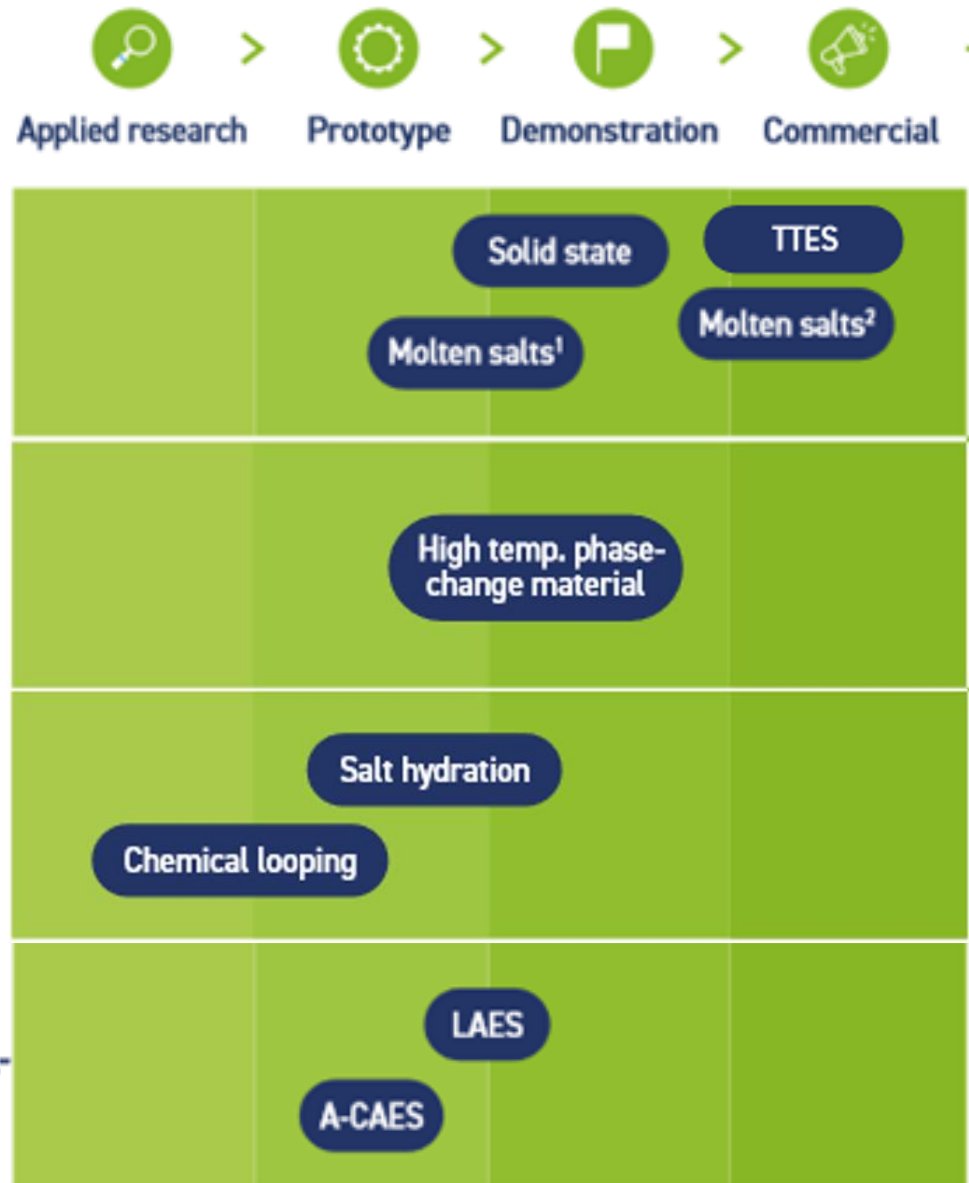 Applied research
Prototype
Demonstration
Commercial
Solid state
TTES
Molten salts²
Molten salts¹
High temp. phase-
change material
Salt hydration
Chemical looping
LAES
A-CAES